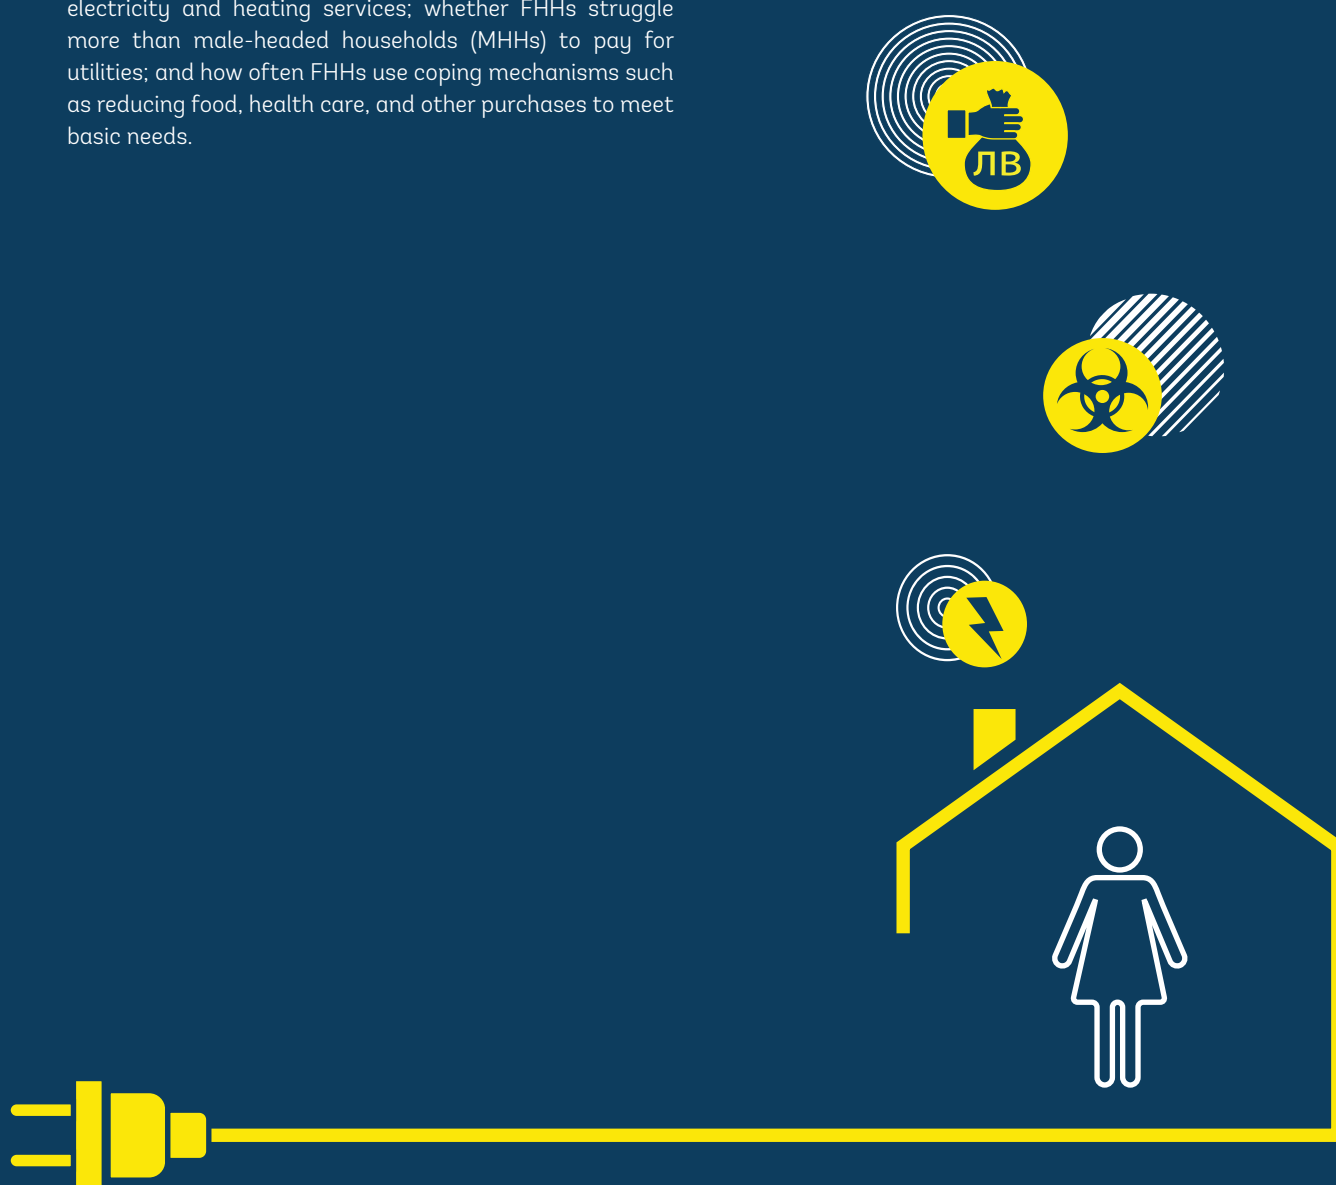 electricity and heating services; whether FHHs struggle
more than male-headed households (MHHs) to pay for
utilities; and how often FHHs use coping mechanisms such
as reducing food, health care, and other purchases to meet
basic needs.
ЛВ